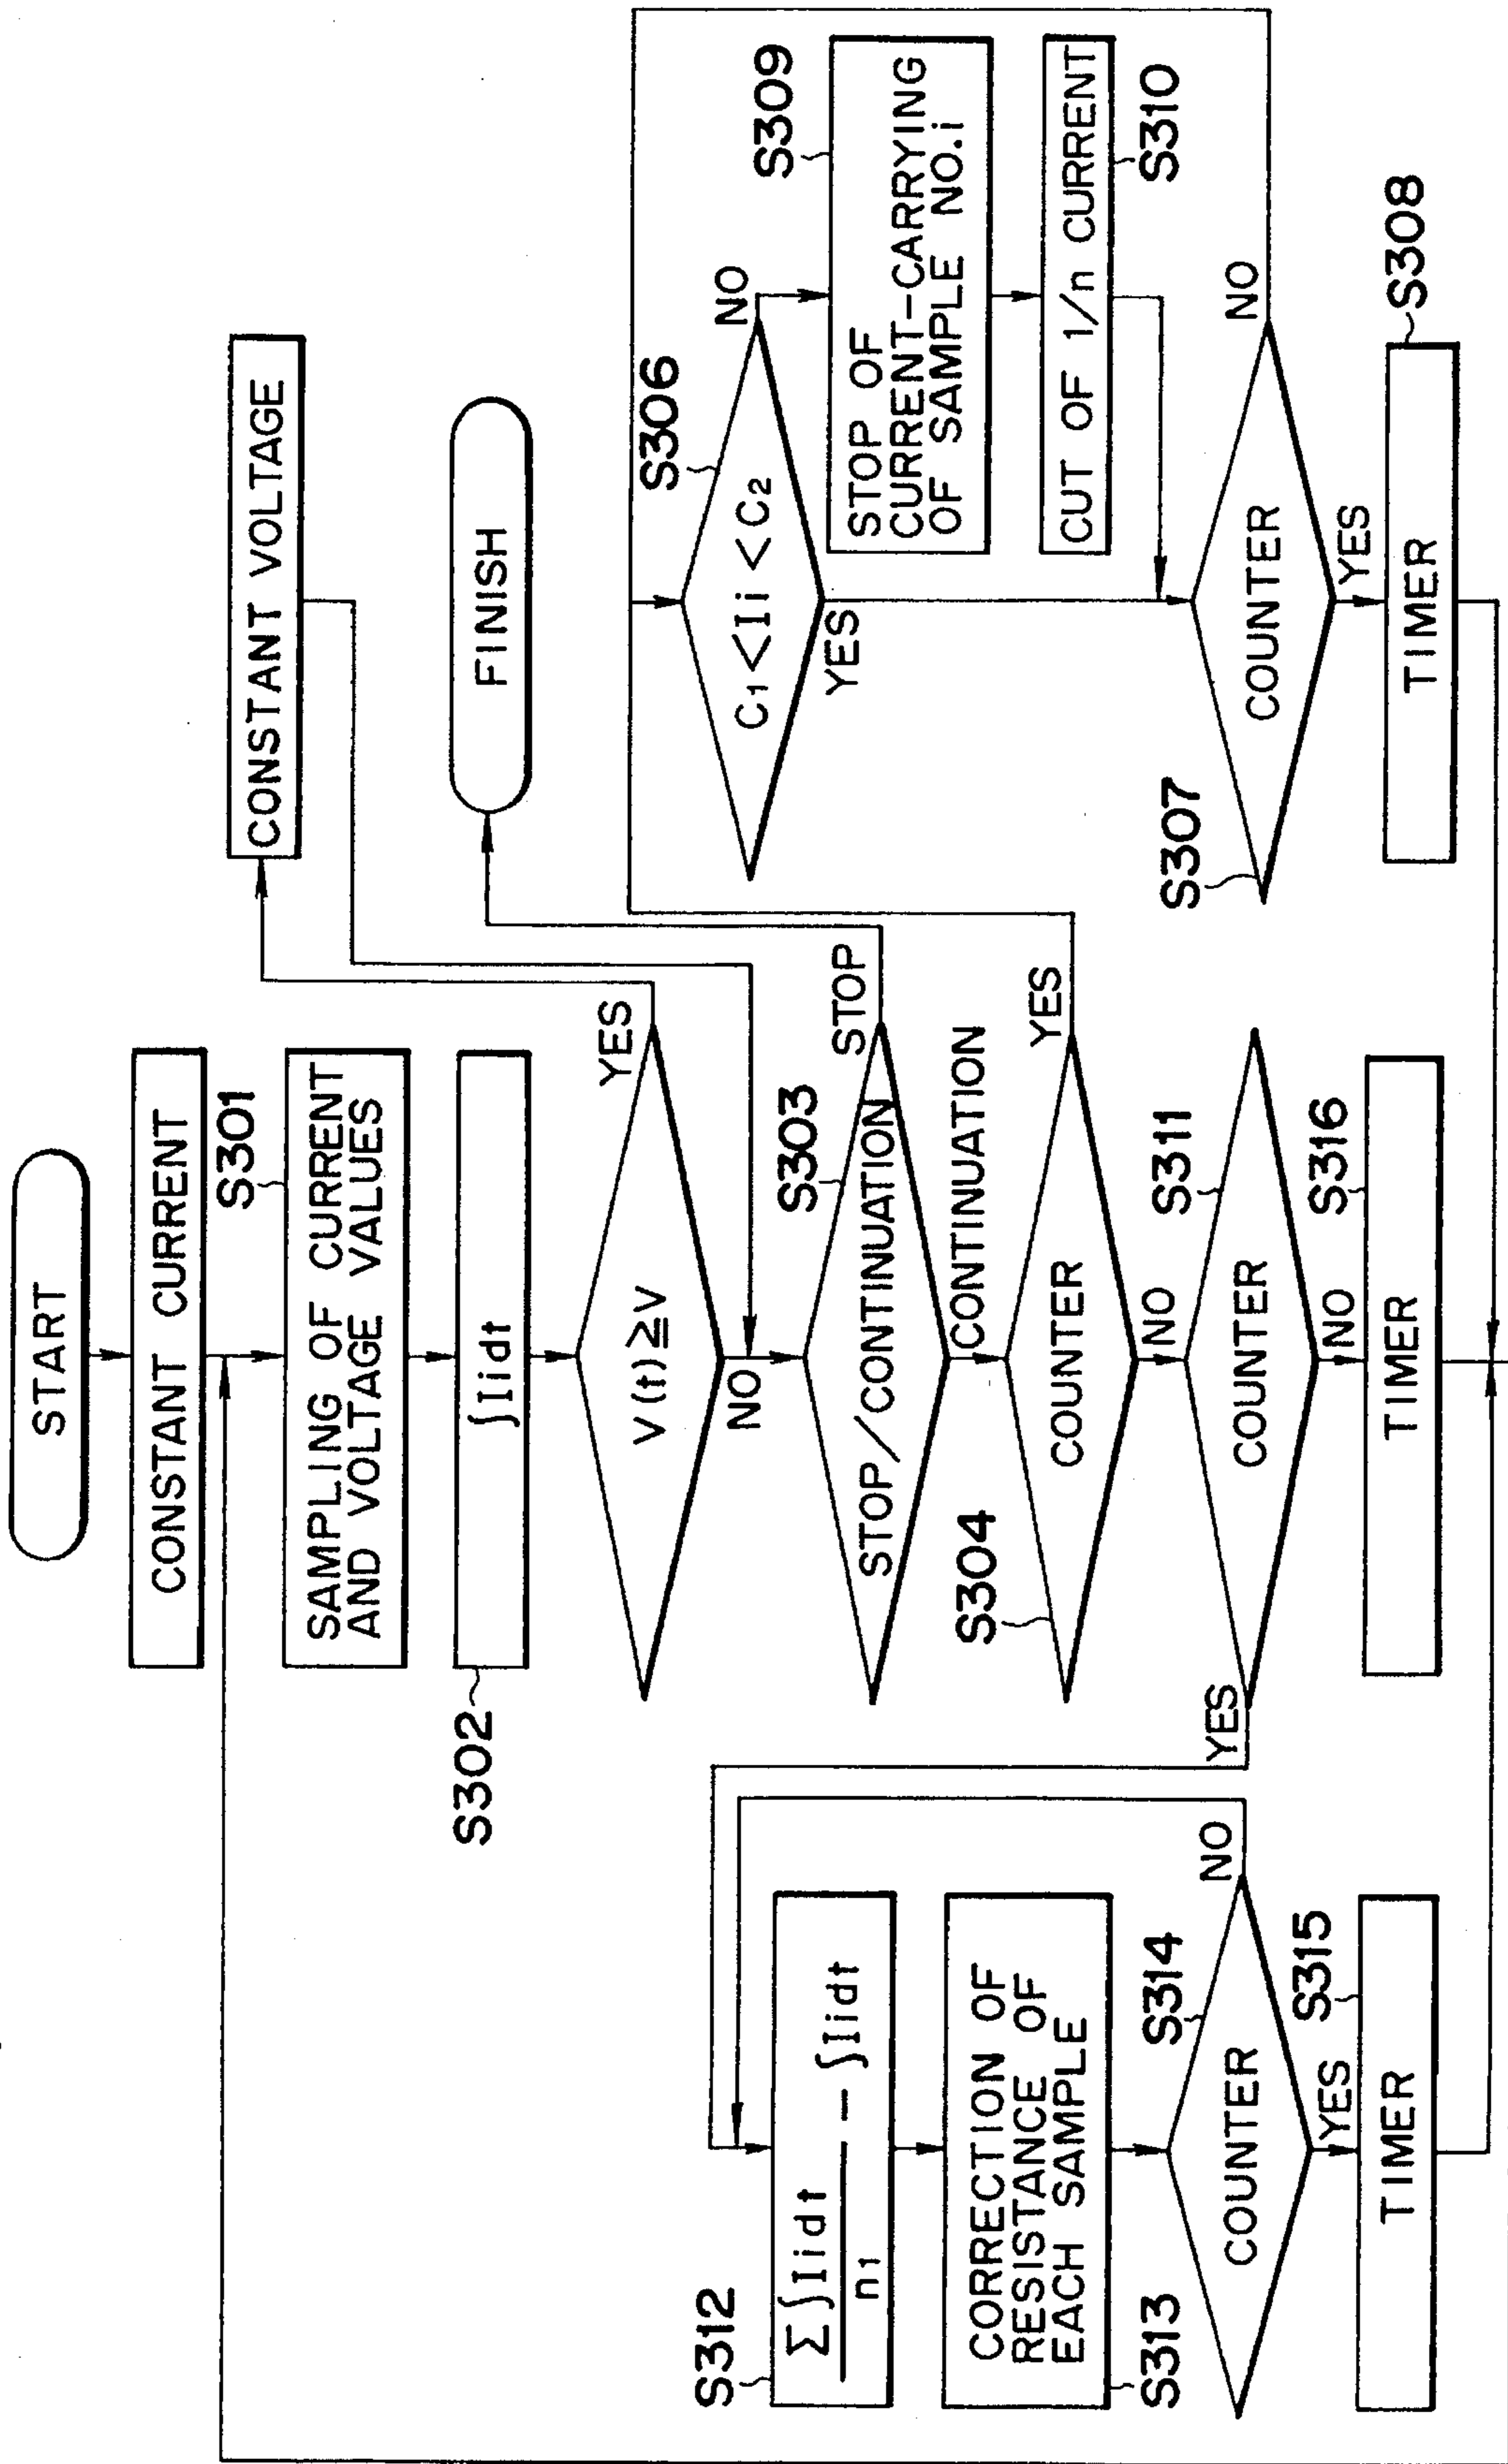 START
CONSTANT CURRENT
S301
SAMPLING OF CURRENT
AND VOLTAGE VALUES
S302
∫Iidt
V(t)≧V
YES
NO
CONSTANT VOLTAGE
S303
STOP/CONTINUATION
STOP
CONTINUATION
FINISH
S304
COUNTER
YES
NO
S306
C1<Ii<C2
NO
YES
S309
STOP OF
CURRENT-CARRYING
OF SAMPLE NO.i
CUT OF 1/n CURRENT
S310
S307
COUNTER
NO
YES
S308
TIMER
S311
COUNTER
YES
NO
S316
TIMER
S312
Σ∫Iidt
n1
-∫Iidt
CORRECTION OF
RESISTANCE OF
EACH SAMPLE
S313
S314
COUNTER
NO
YES
S315
TIMER